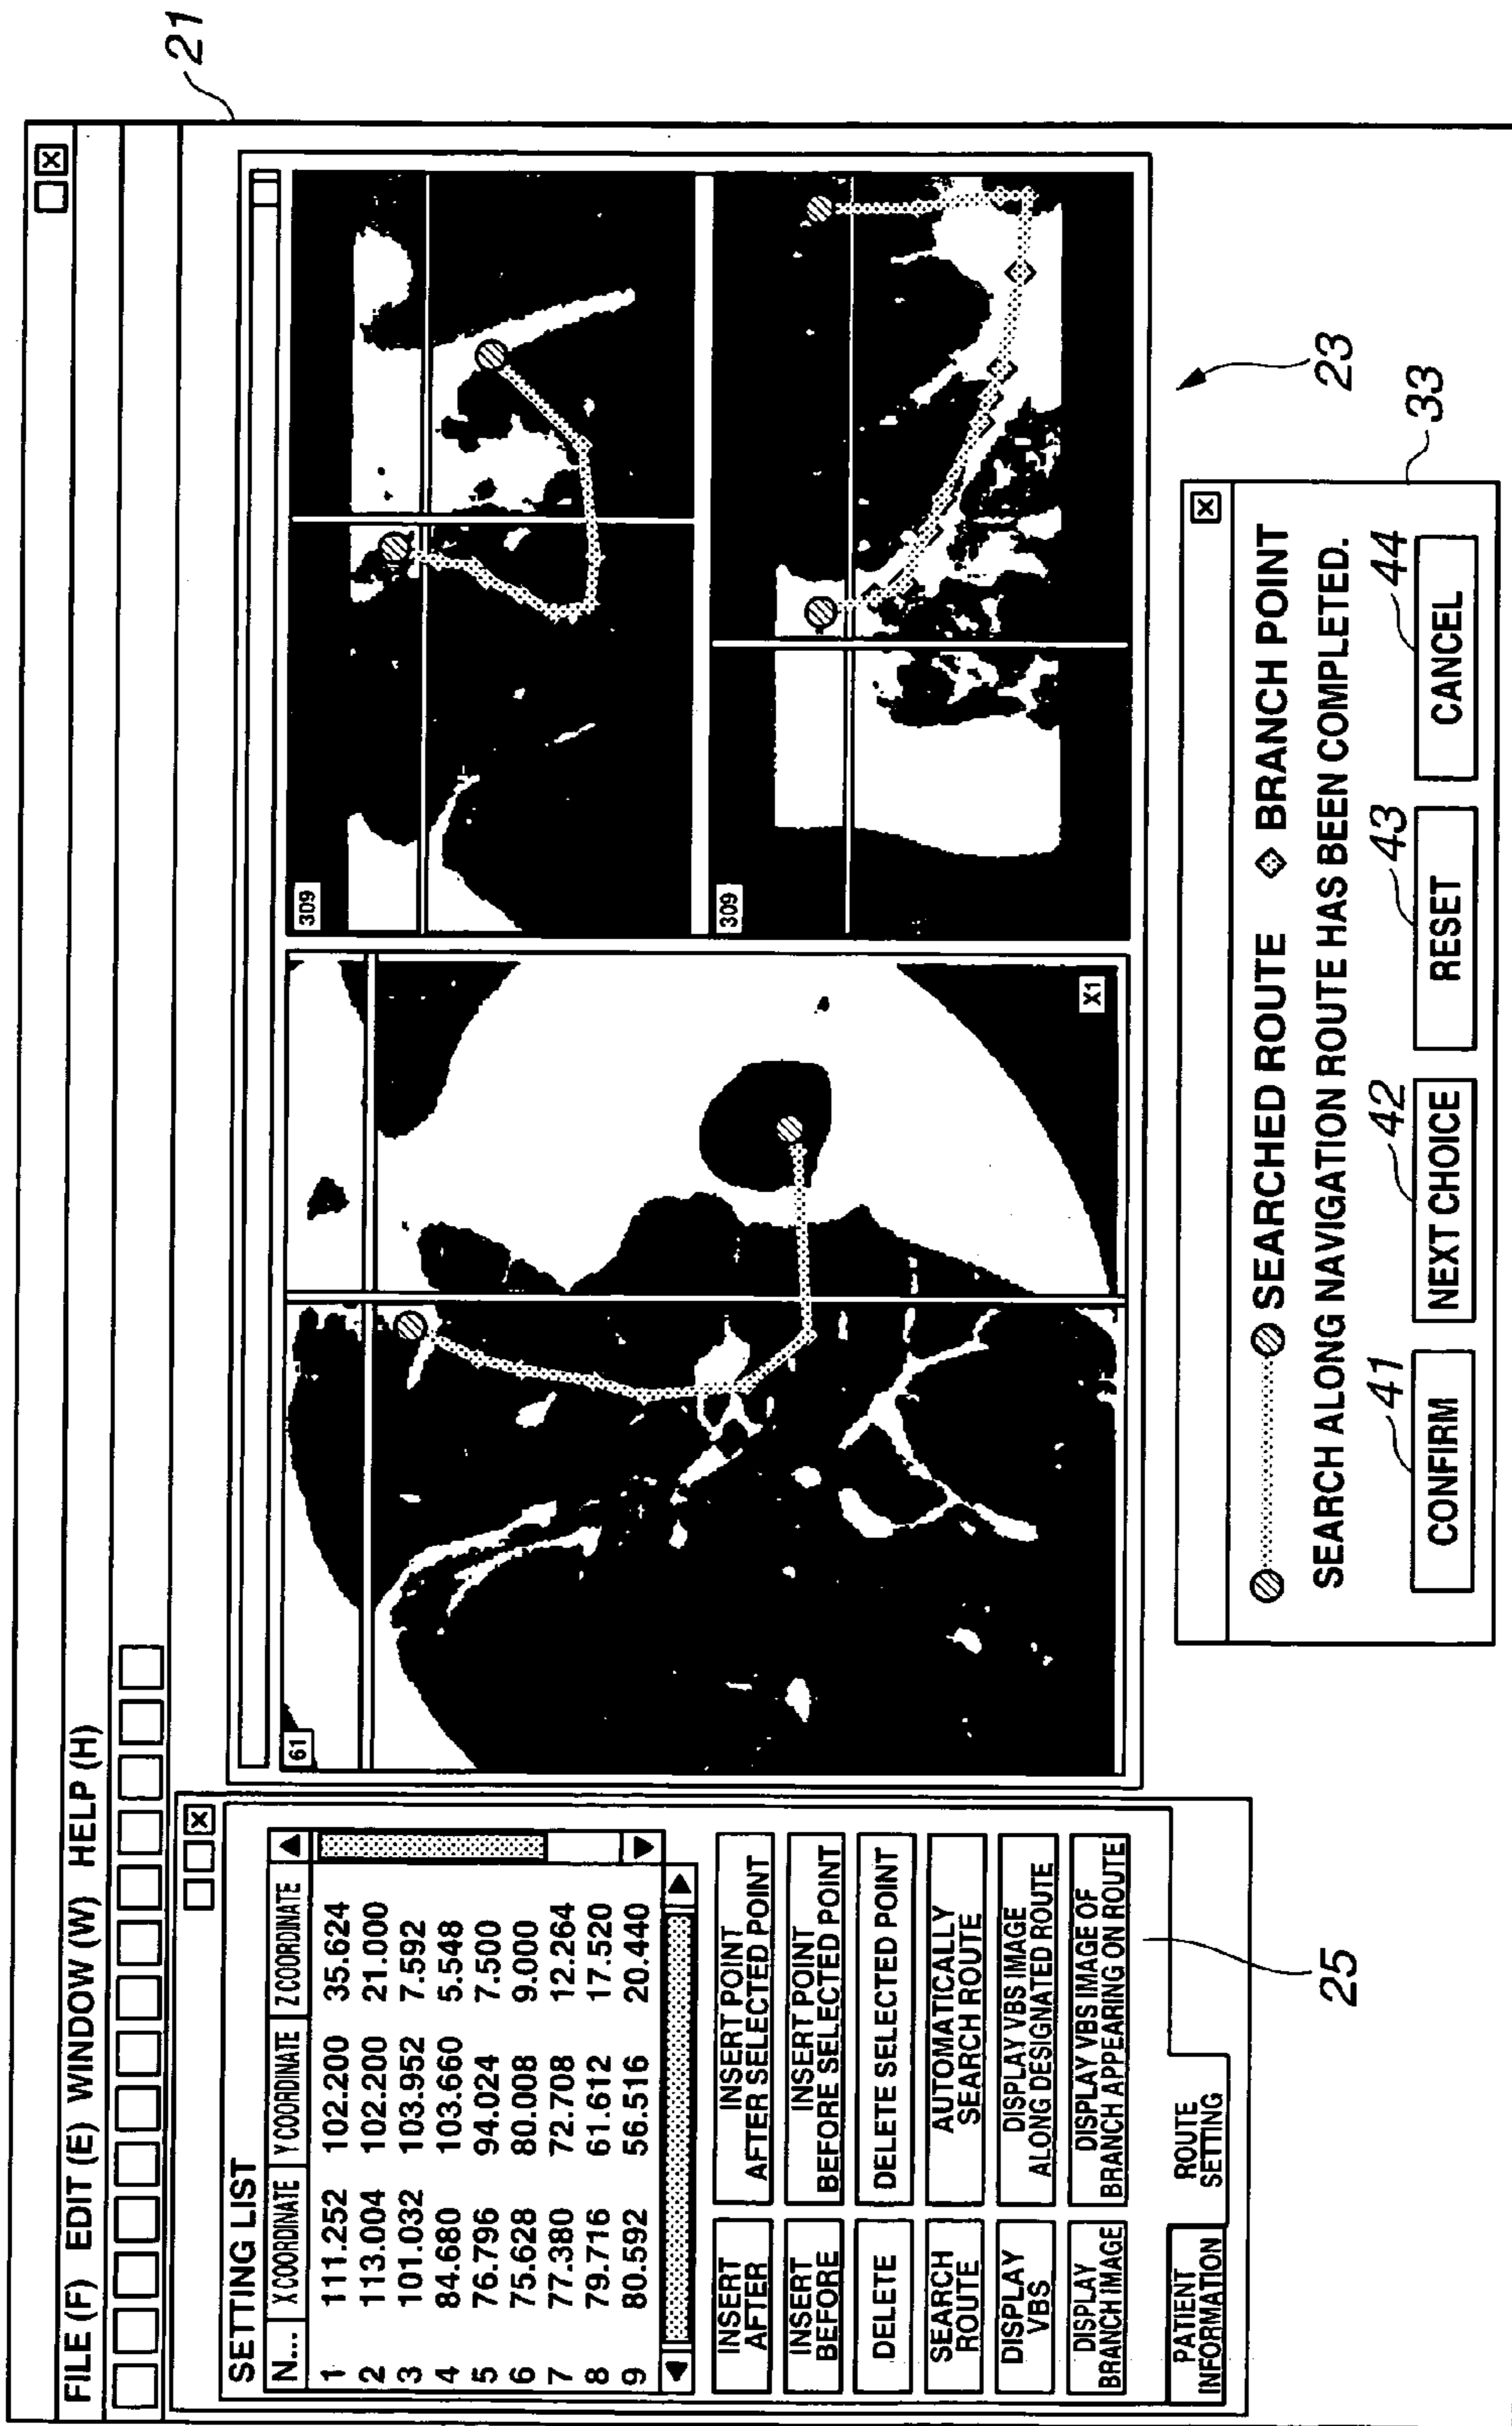 21
FILE (F) EDIT (E) WINDOW (W) HELP (H)
SETTING LIST
N... X COORDINATE Y COORDINATE Z COORDINATE
1 111.252 102.200 35.624
2 113.004 102.200 21.000
3 101.032 103.952 7.592
4 84.680 103.660 5.548
5 76.796 94.024 7.500
6 75.628 80.008 9.000
7 77.380 72.708 12.264
8 79.716 61.612 17.520
9 80.592 56.516 20.440
INSERT AFTER
INSERT POINT
AFTER SELECTED POINT
INSERT BEFORE
INSERT POINT
BEFORE SELECTED POINT
DELETE
DELETE SELECTED POINT
SEARCH ROUTE
AUTOMATICALLY
SEARCH ROUTE
DISPLAY VBS
DISPLAY VBS IMAGE
ALONG DESIGNATED ROUTE
DISPLAY BRANCH IMAGE
DISPLAY VBS IMAGE OF
BRANCH APPEARING ON ROUTE
PATIENT INFORMATION
ROUTE SETTING
25
61
X1
309
309
23
33
SEARCHED ROUTE BRANCH POINT
SEARCH ALONG NAVIGATION ROUTE HAS BEEN COMPLETED.
41 42 43 44
CONFIRM NEXT CHOICE RESET CANCEL